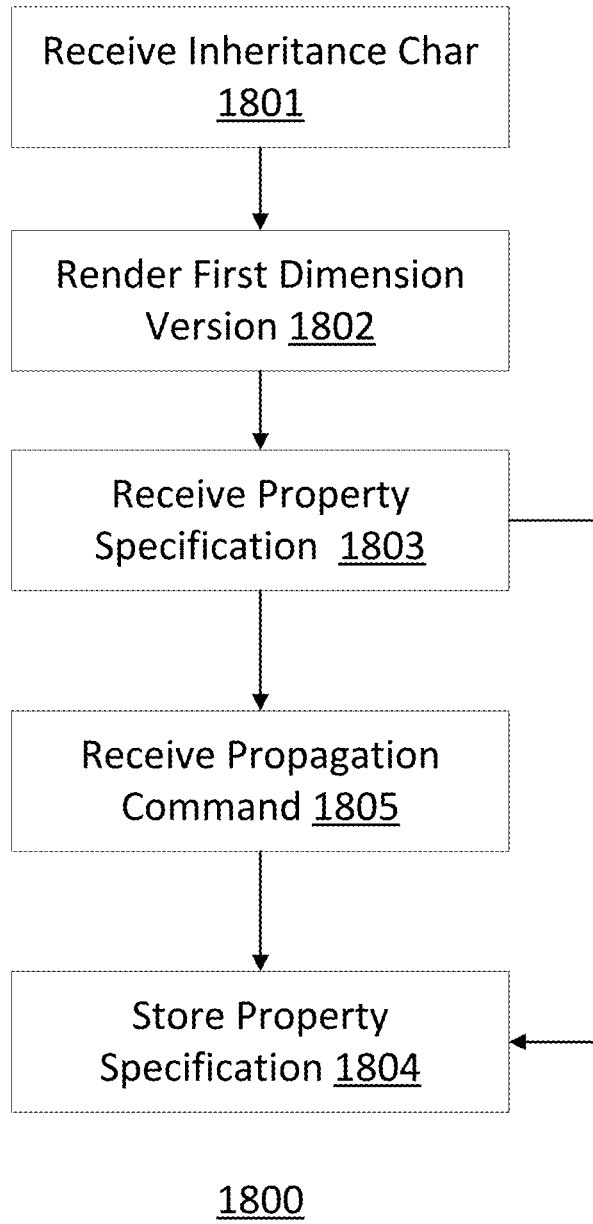 Receive Inheritance Char
1801
Render First Dimension
Version 1802
Receive Property
Specification 1803
Receive Propagation
Command 1805
Store Property
Specification 1804
1800